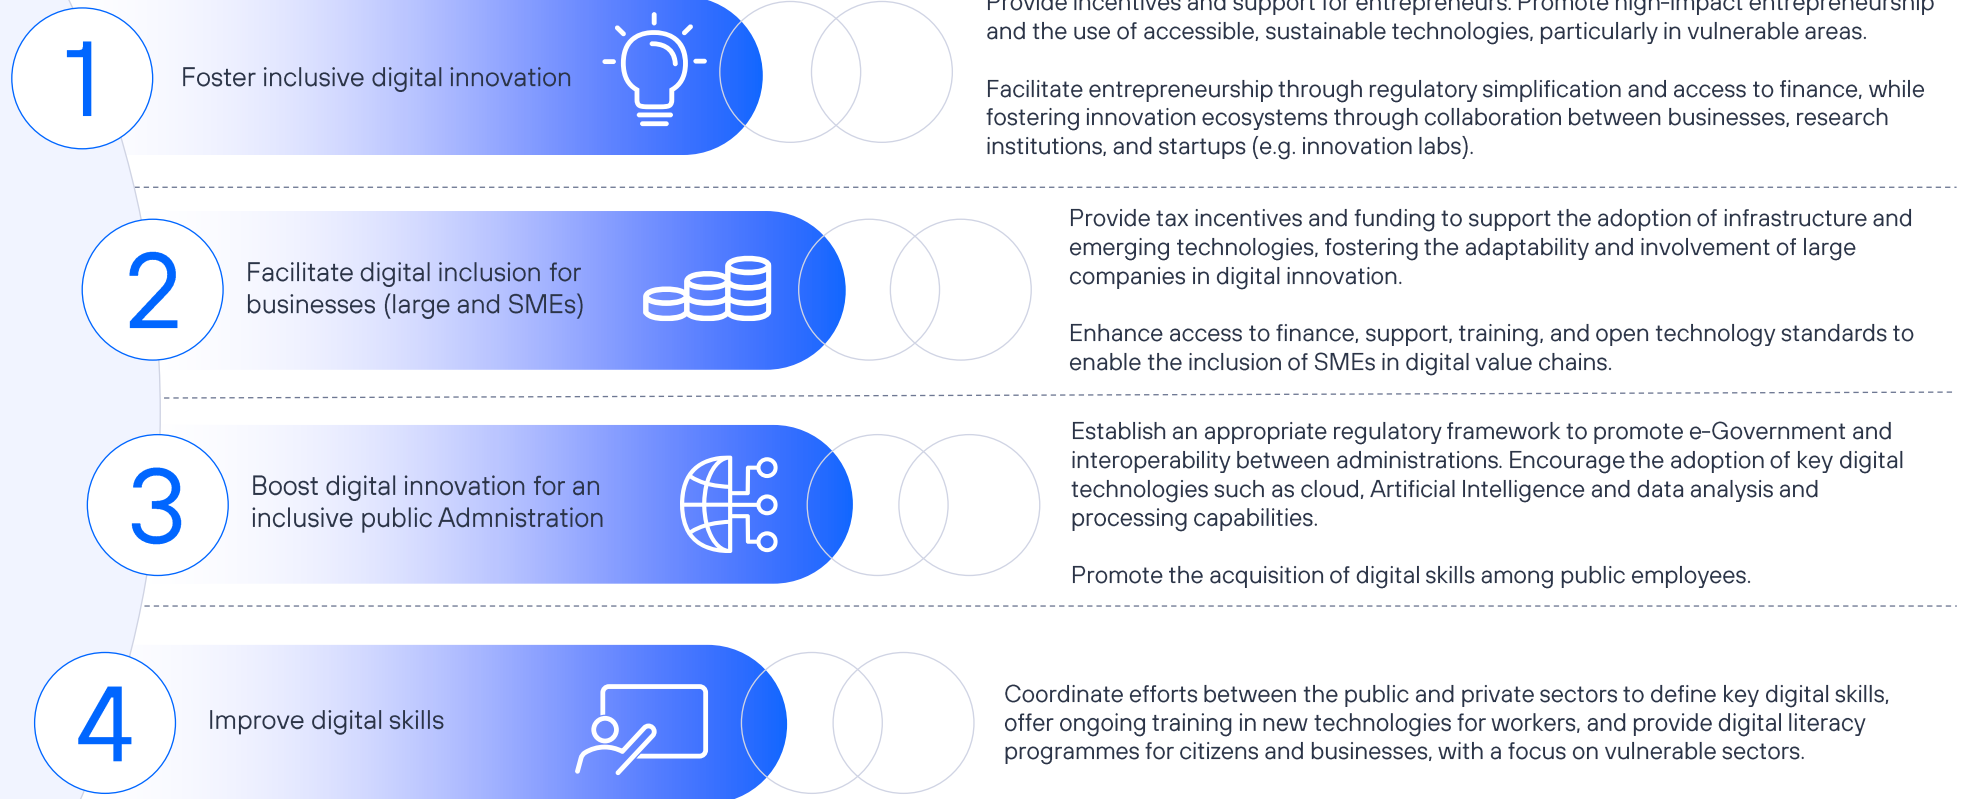 1
Foster inclusive digital innovation
Provide incentives and support for entrepreneurs. Promote high-impact entrepreneurship
and the use of accessible, sustainable technologies, particularly in vulnerable areas.
Facilitate entrepreneurship through regulatory simplification and access to finance, while
fostering innovation ecosystems through collaboration between businesses, research
institutions, and startups (e.g. innovation labs).
2
Facilitate digital inclusion for
businesses (large and SMEs)
Provide tax incentives and funding to support the adoption of infrastructure and
emerging technologies, fostering the adaptability and involvement of large
companies in digital innovation.
Enhance access to finance, support, training, and open technology standards to
enable the inclusion of SMEs in digital value chains.
3
Boost digital innovation for an
inclusive public Admnistration
Establish an appropriate regulatory framework to promote e-Government and
interoperability between administrations. Encourage the adoption of key digital
technologies such as cloud, Artificial Intelligence and data analysis and
processing capabilities.
Promote the acquisition of digital skills among public employees.
4
Improve digital skills
Coordinate efforts between the public and private sectors to define key digital skills,
offer ongoing training in new technologies for workers, and provide digital literacy
programmes for citizens and businesses, with a focus on vulnerable sectors.